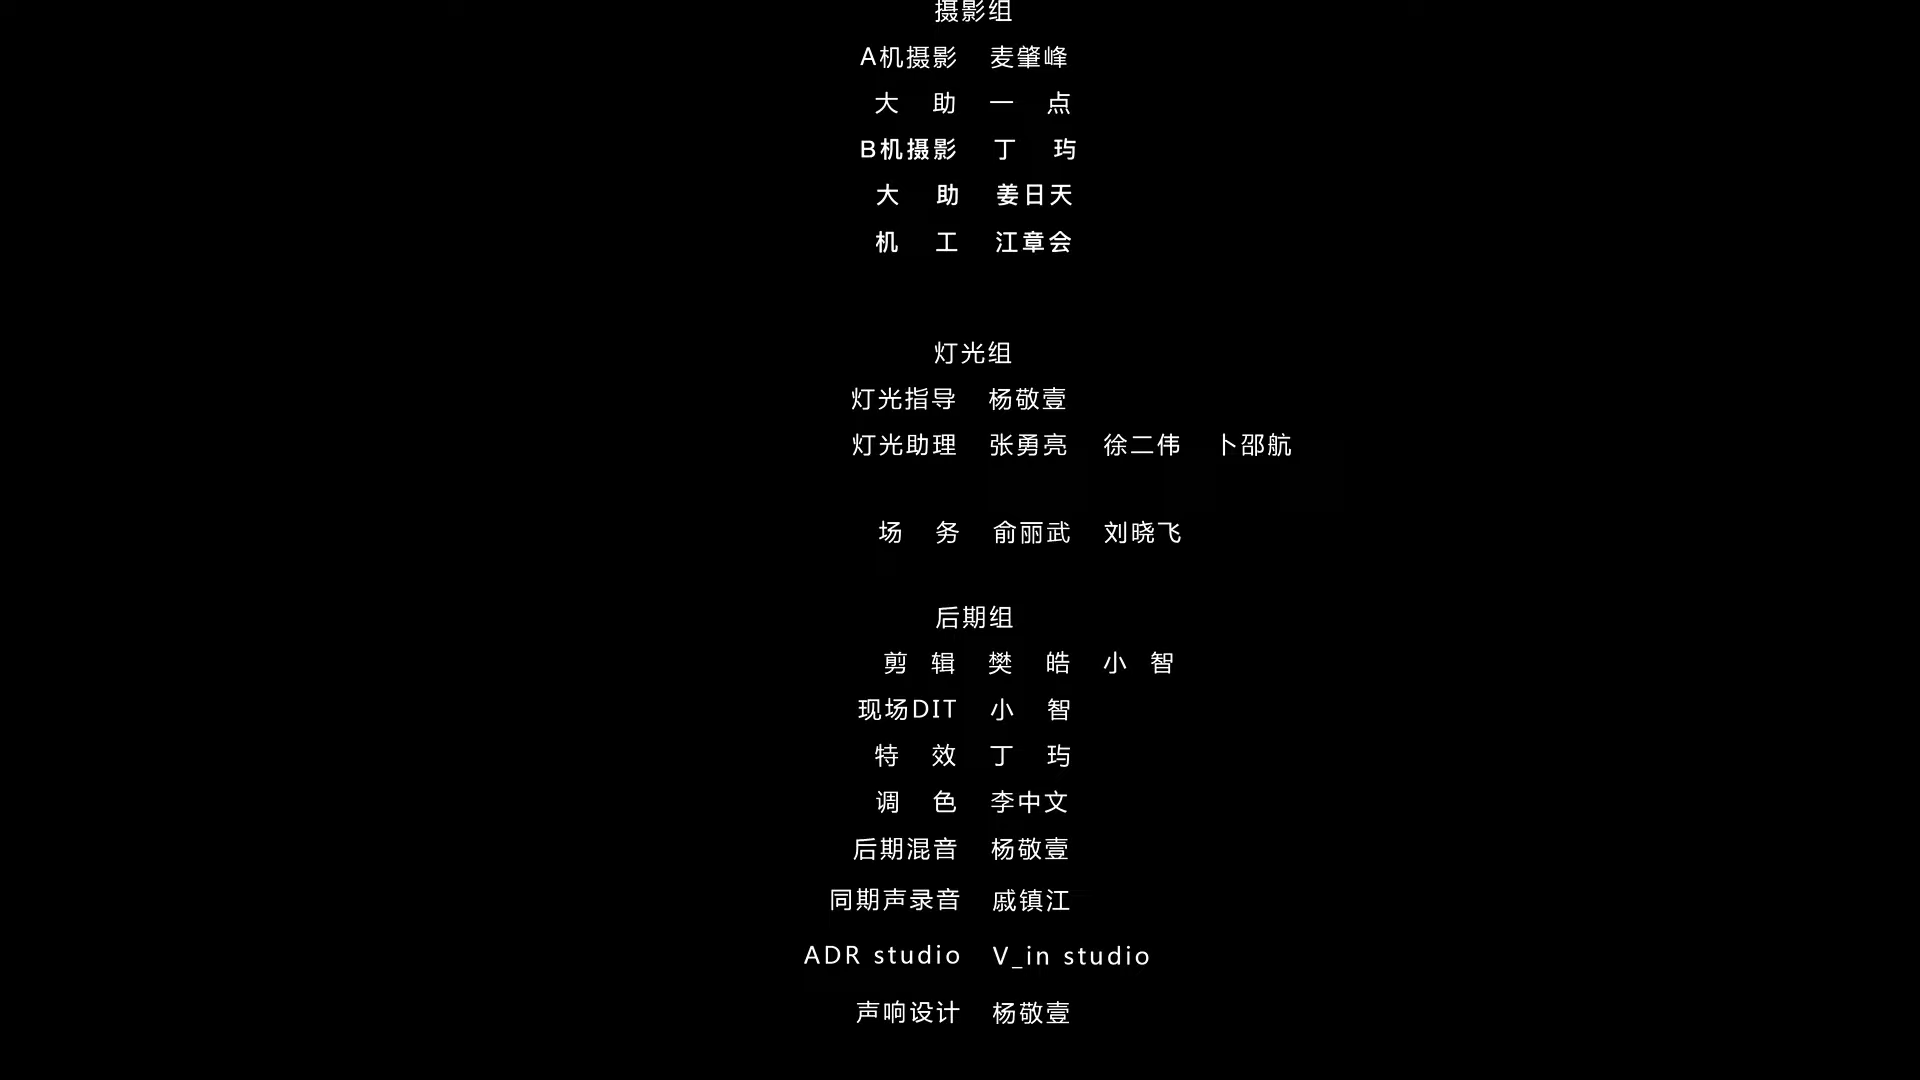 摄影组
A机摄影 麦肇峰
大 助 一 点
B机摄影 丁 玙
大 助 姜日天
机 工 江章会
灯光组
灯光指导 杨敬壹
灯光助理 张勇亮 徐二伟 卜邵航
场 务 俞丽武 刘晓飞
后期组
剪 辑 樊 皓 小 智
现场DIT 小 智
特 效 丁 玙
调 色 李中文
后期混音 杨敬壹
同期声录音 戚镇江
ADR studio V_in studio
声响设计 杨敬壹